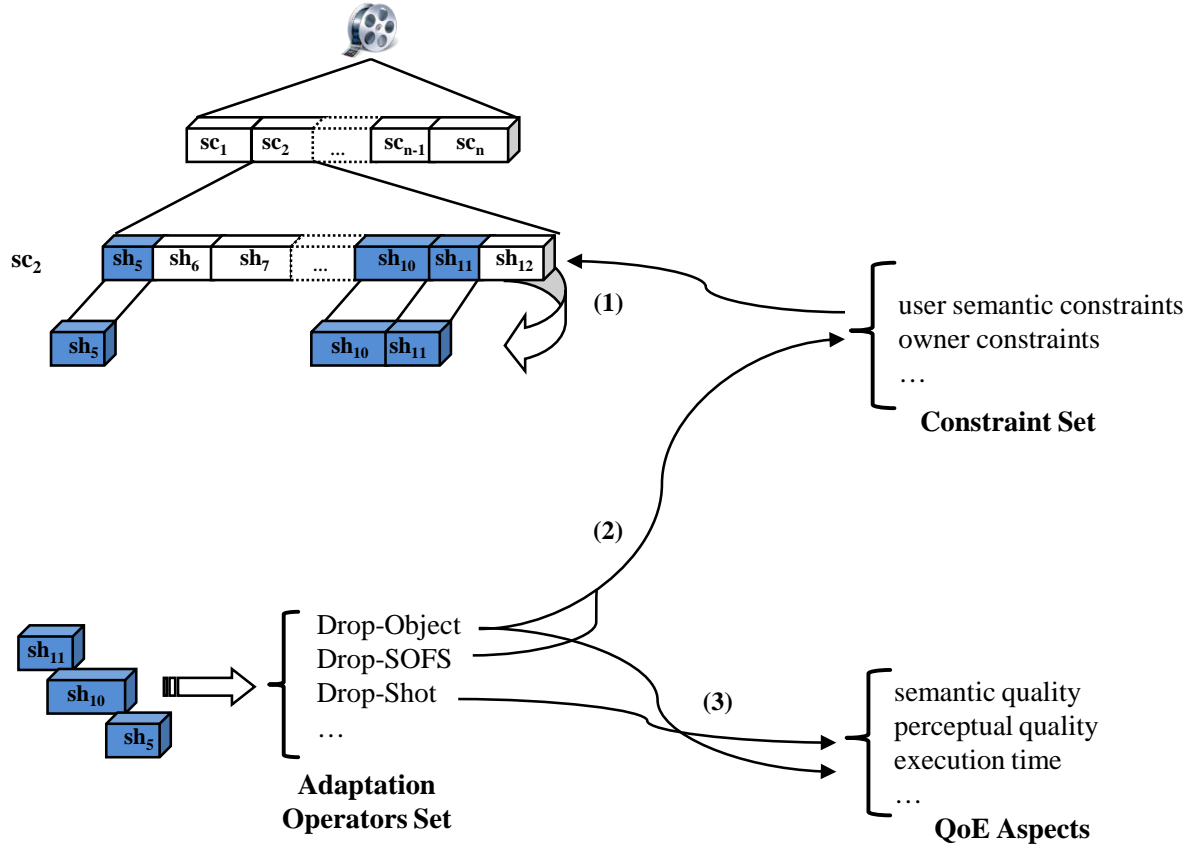 sc1 sc2 ... scn-1 scn
sc2
sh5 sh6 sh7 ... sh10 sh11 sh12
sh5 sh10 sh11
(1)
user semantic constraints
owner constraints
…
Constraint Set
(2)
sh11
sh10
sh5
Drop-Object
Drop-SOFS
Drop-Shot
…
Adaptation
Operators Set
(3)
semantic quality
perceptual quality
execution time
…
QoE Aspects